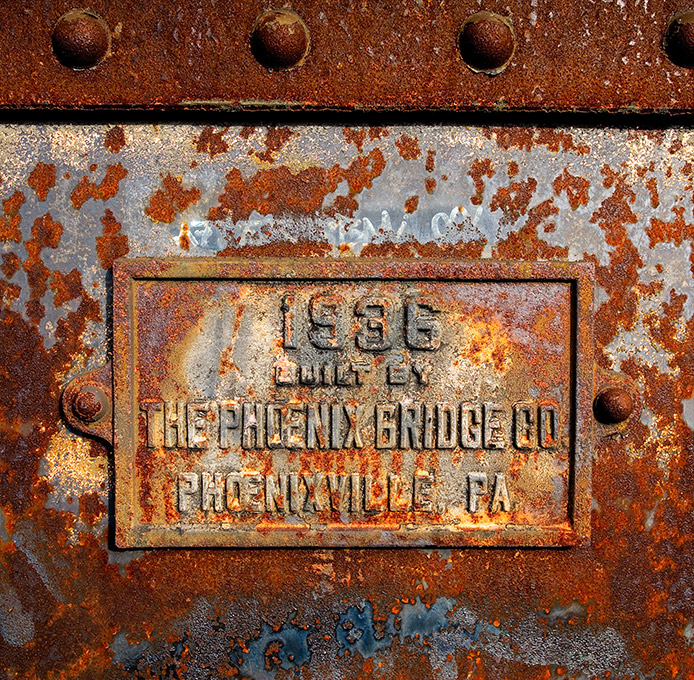 1936
BUILT BY
THE PHOENIX BRIDGE CO.
PHOENIXVILLE, PA.